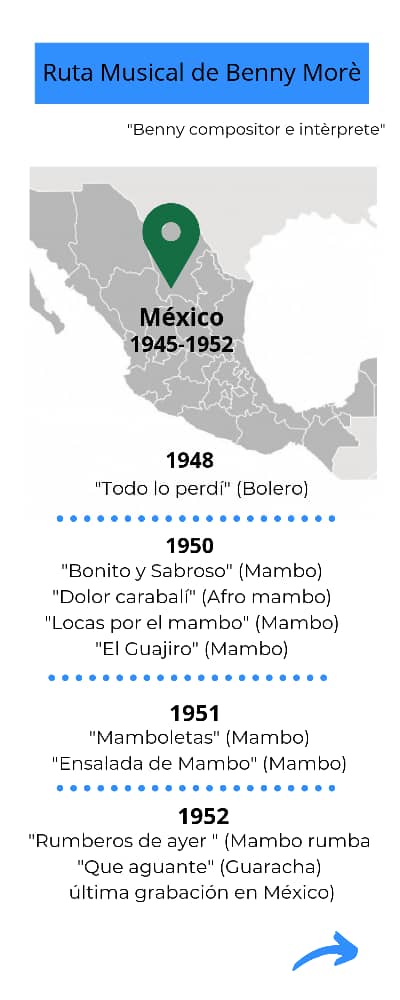 Ruta Musical de Benny Morè
"Benny compositor e intèrprete"
México
1945-1952
1948
"Todo lo perdí" (Bolero)
1950
"Bonito y Sabroso" (Mambo)
"Dolor carabalí" (Afro mambo)
"Locas por el mambo" (Mambo)
"El Guajiro" (Mambo)
1951
"Mamboletas" (Mambo)
"Ensalada de Mambo" (Mambo)
1952
"Rumberos de ayer " (Mambo rumba
"Que aguante" (Guaracha)
última grabación en México)